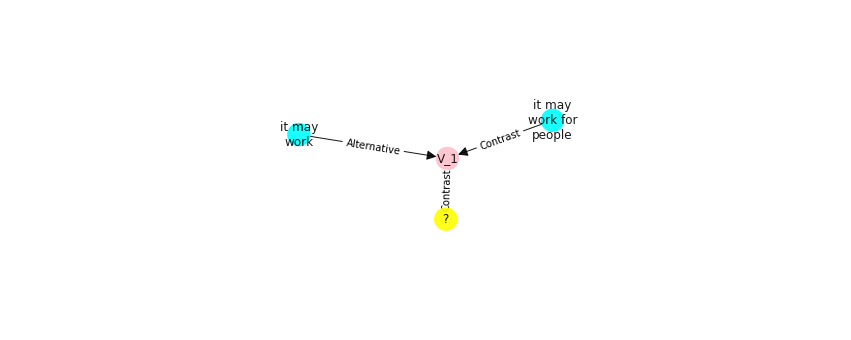 it may
work for
people
it may
work
Alternative
Contrast
V_1
Contrast
?